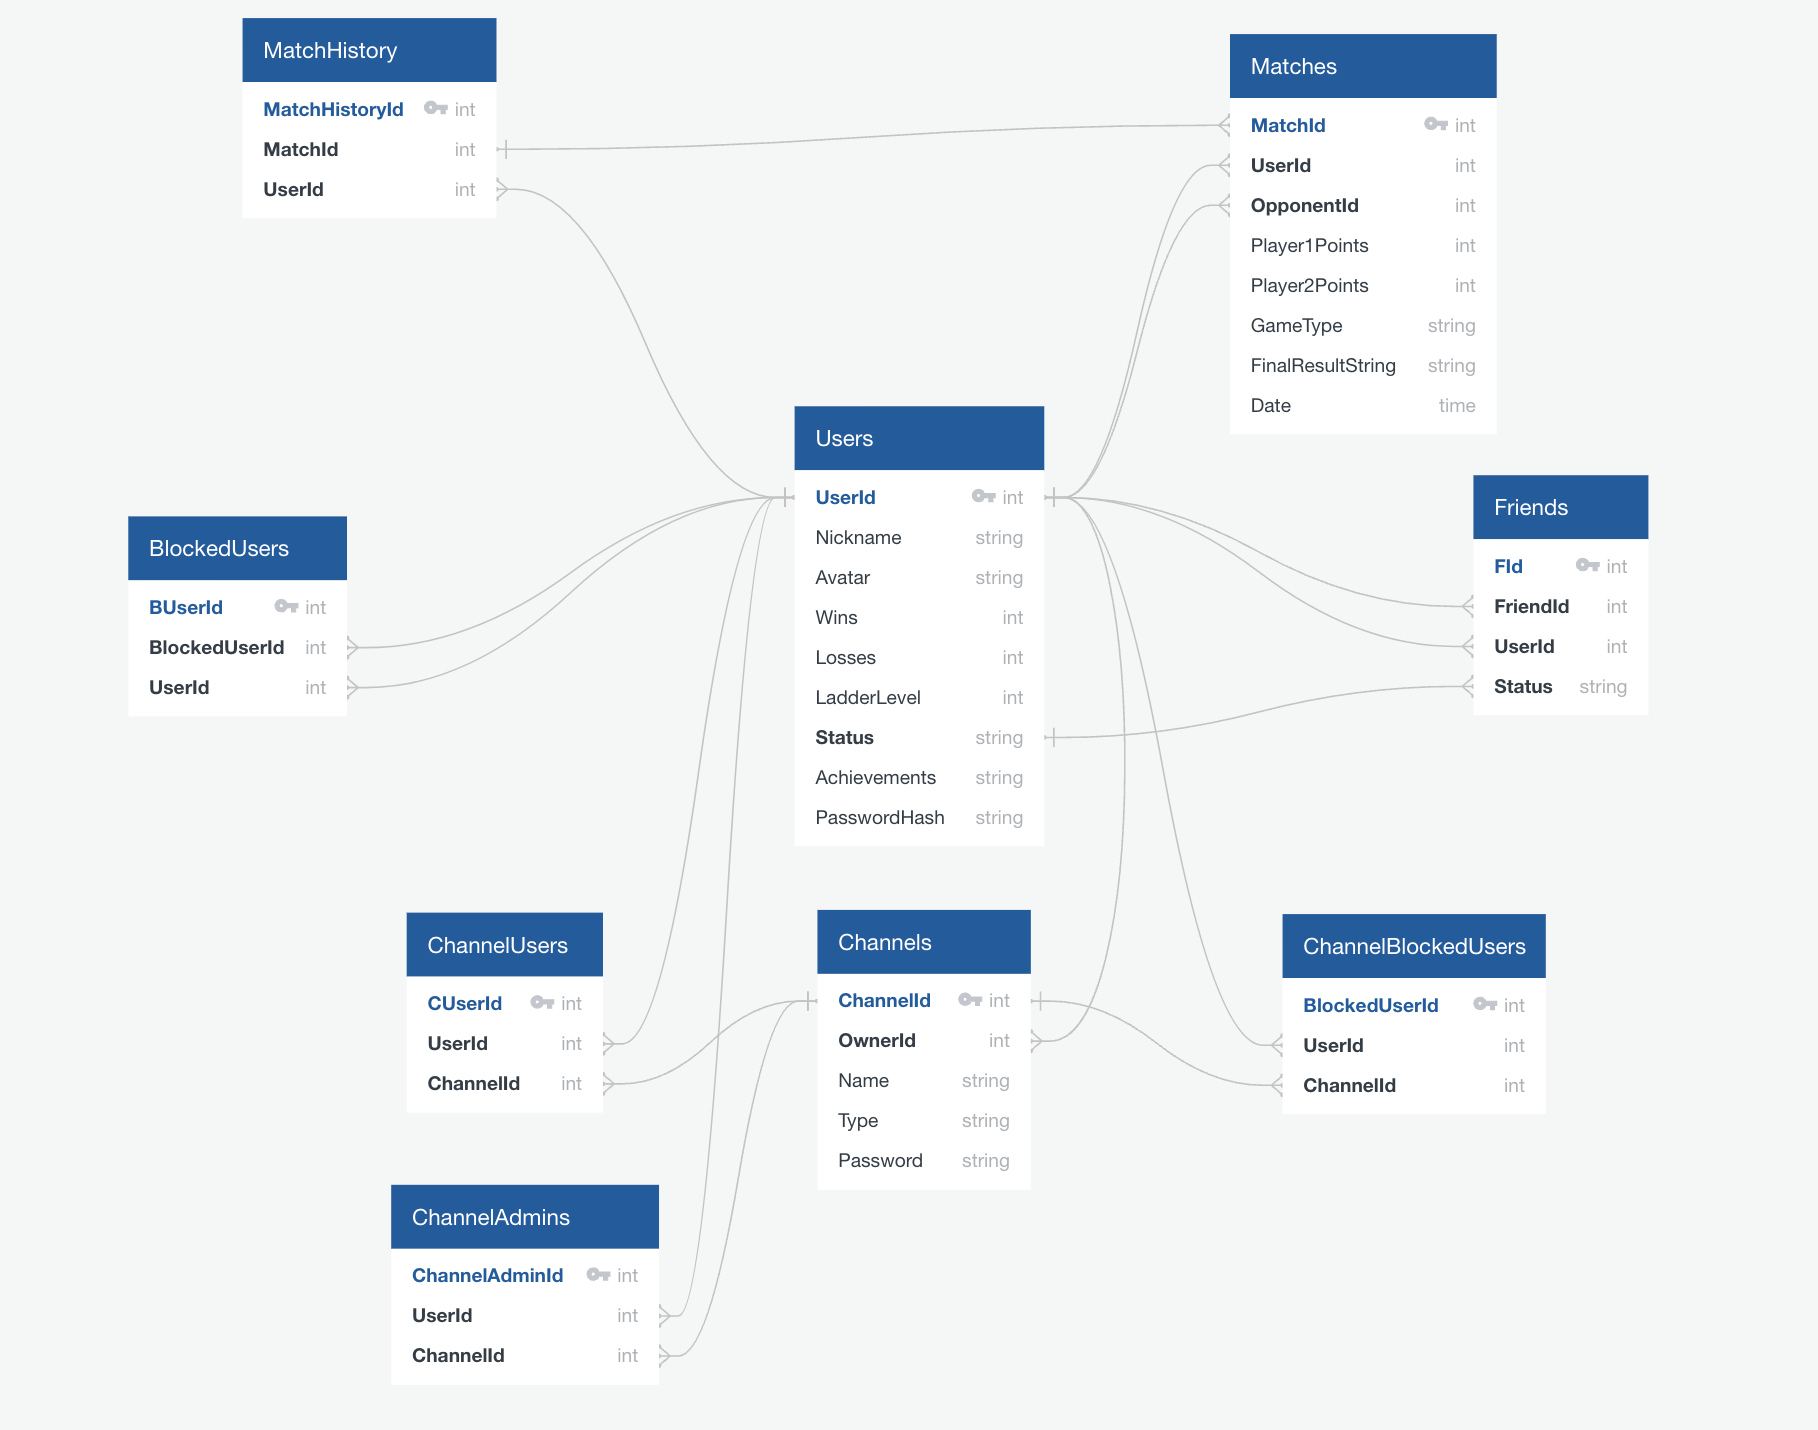 MatchHistory
MatchHistoryId int
MatchId int
UserId int
Matches
MatchId int
UserId int
OpponentId int
Player1Points int
Player2Points int
GameType string
FinalResultString string
Date time
Users
UserId int
Nickname string
Avatar string
Wins int
Losses int
LadderLevel int
Status string
Achievements string
PasswordHash string
Friends
FId int
FriendId int
UserId int
Status string
BlockedUsers
BUserId int
BlockedUserId int
UserId int
ChannelUsers
CUserId int
UserId int
ChannelId int
Channels
ChannelId int
OwnerId int
Name string
Type string
Password string
ChannelBlockedUsers
BlockedUserId int
UserId int
ChannelId int
ChannelAdmins
ChannelAdminId int
UserId int
ChannelId int